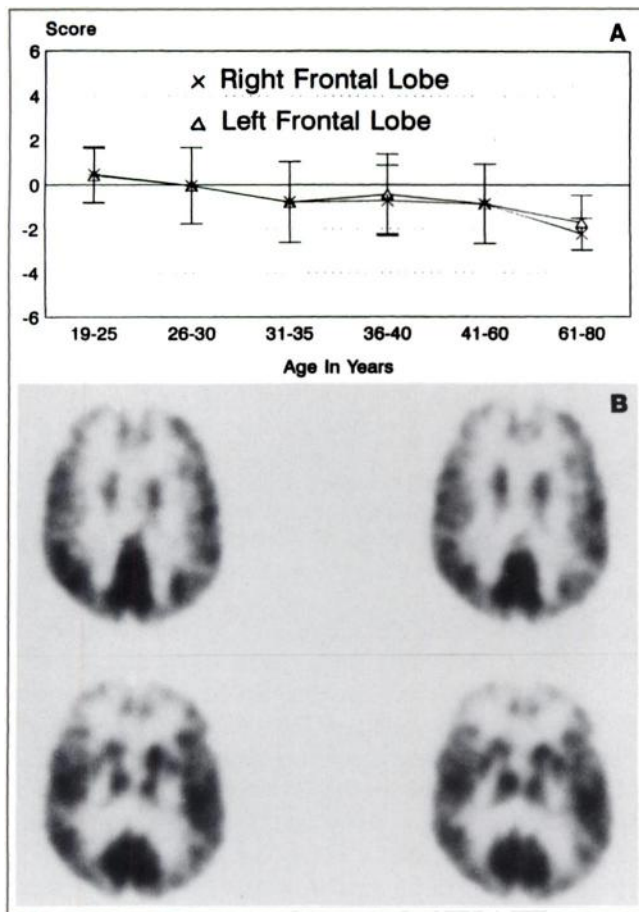 Score
A
6
4
2
0
-2
-4
-6
× Right Frontal Lobe
△ Left Frontal Lobe
19-25 26-30 31-35 36-40 41-60 61-80
Age In Years
B